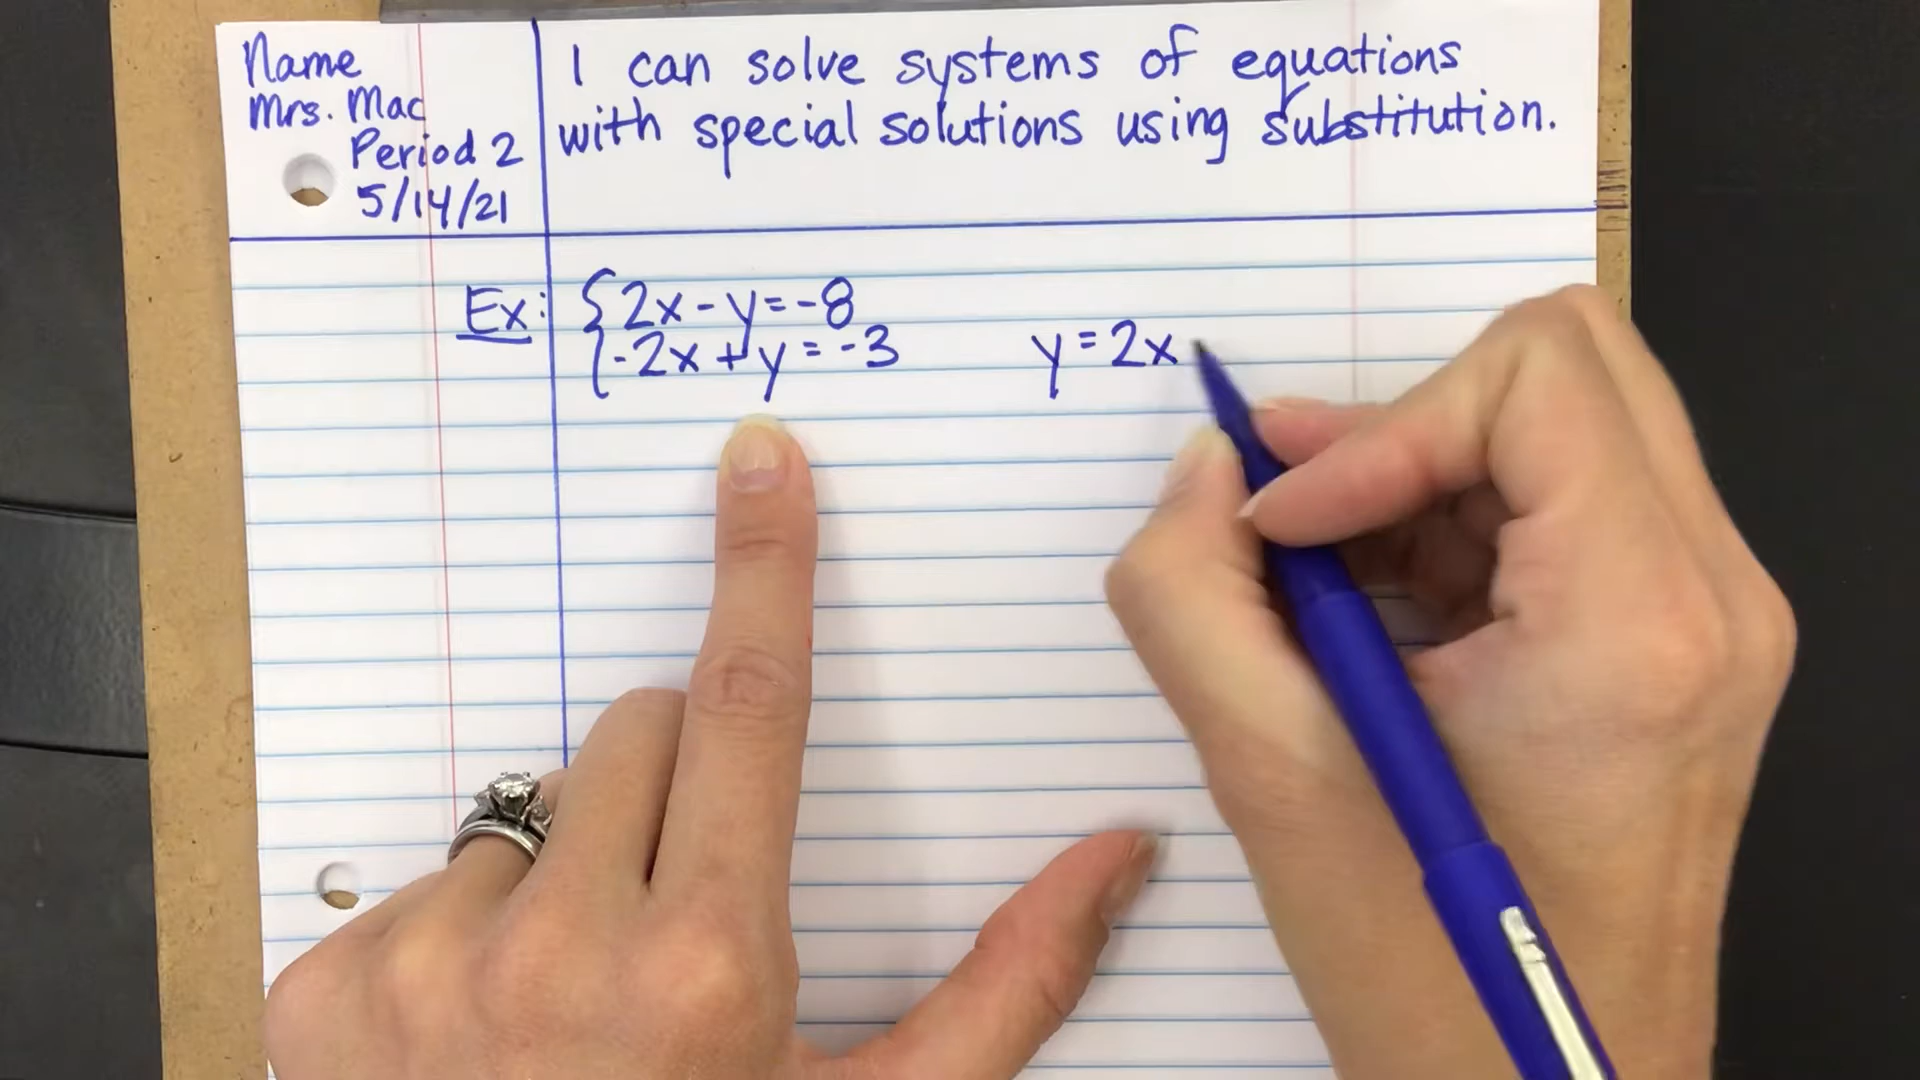 Name
Mrs. Mac
Period 2
5/14/21
I can solve systems of equations
with special solutions using substitution.
Ex: { 2x - y = -8
-2x + y = -3
y = 2x